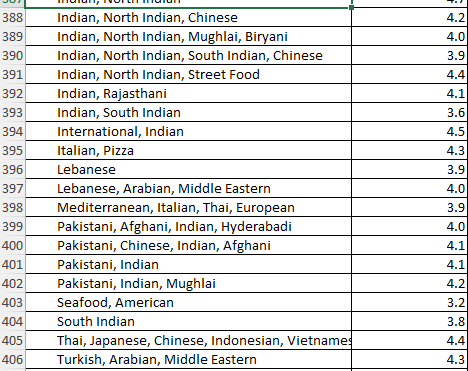 388 Indian, North Indian, Chinese 4.2
389 Indian, North Indian, Mughlai, Biryani 4.0
390 Indian, North Indian, South Indian, Chinese 3.9
391 Indian, North Indian, Street Food 4.4
392 Indian, Rajasthani 4.1
393 Indian, South Indian 3.6
394 International, Indian 4.5
395 Italian, Pizza 4.3
396 Lebanese 3.9
397 Lebanese, Arabian, Middle Eastern 4.0
398 Mediterranean, Italian, Thai, European 3.9
399 Pakistani, Afghani, Indian, Hyderabadi 4.0
400 Pakistani, Chinese, Indian, Afghani 4.1
401 Pakistani, Indian 4.1
402 Pakistani, Indian, Mughlai 4.2
403 Seafood, American 3.2
404 South Indian 3.8
405 Thai, Japanese, Chinese, Indonesian, Vietnames 4.4
406 Turkish, Arabian, Middle Eastern 4.3